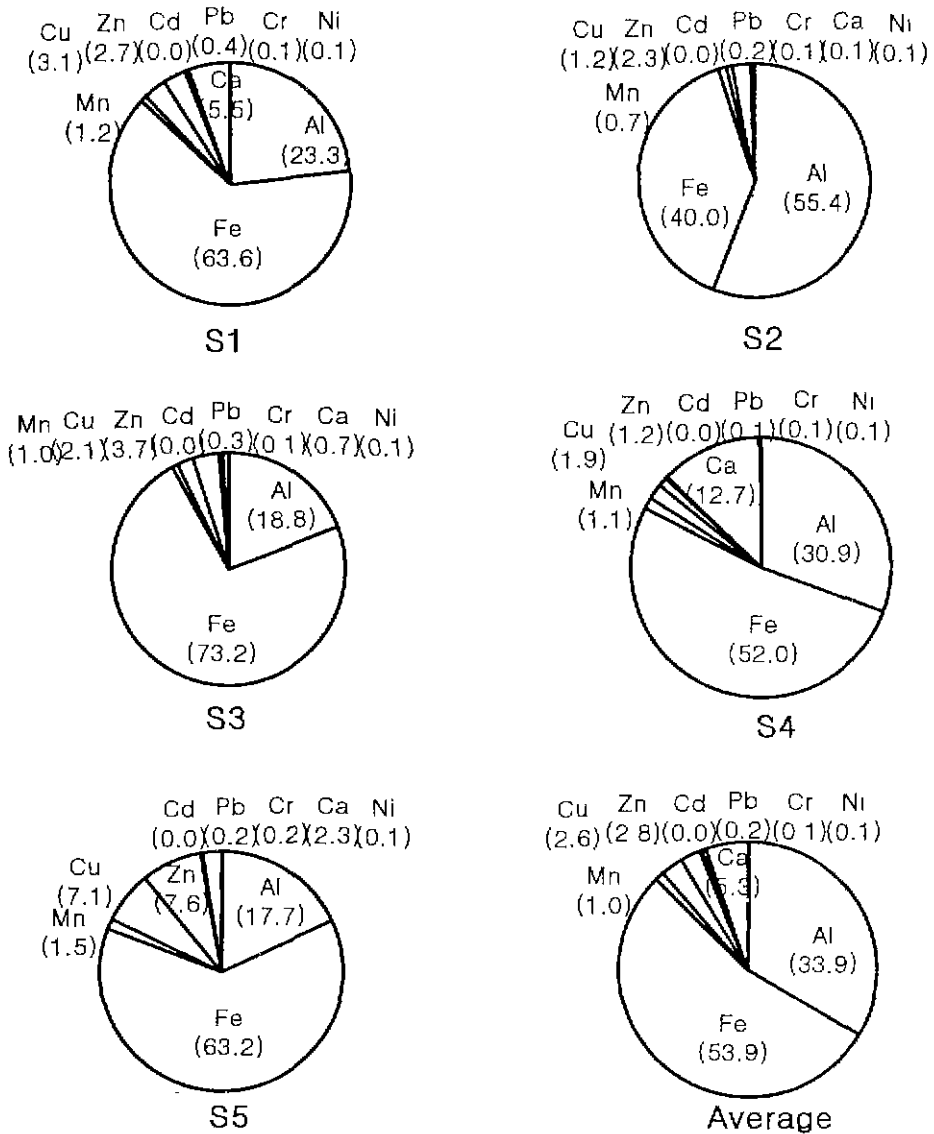 Cu Zn Cd Pb Cr Ni
(3.1) (2.7) (0.0) (0.4) (0.1) (0.1)
Mn
(1.2)
Ca
(5.5)
Al
(23.3)
Fe
(63.6)
S1
Cu Zn Cd Pb Cr Ca Ni
(1.2) (2.3) (0.0) (0.2) (0.1) (0.1) (0.1)
Mn
(0.7)
Fe
(40.0)
Al
(55.4)
S2
Mn Cu Zn Cd Pb Cr Ca Ni
(1.0) (2.1) (3.7) (0.0) (0.3) (0.1) (0.7) (0.1)
Al
(18.8)
Fe
(73.2)
S3
Zn Cd Pb Cr Ni
(1.2) (0.0) (0.1) (0.1) (0.1)
Cu
(1.9)
Mn
(1.1)
Ca
(12.7)
Al
(30.9)
Fe
(52.0)
S4
Cd Pb Cr Ca Ni
(0.0) (0.2) (0.2) (2.3) (0.1)
Cu
(7.1)
Mn
(1.5)
Zn
(7.6)
Al
(17.7)
Fe
(63.2)
S5
Cu Zn Cd Pb Cr Ni
(2.6) (2.8) (0.0) (0.2) (0.1) (0.1)
Mn
(1.0)
Ca
(5.3)
Al
(33.9)
Fe
(53.9)
Average